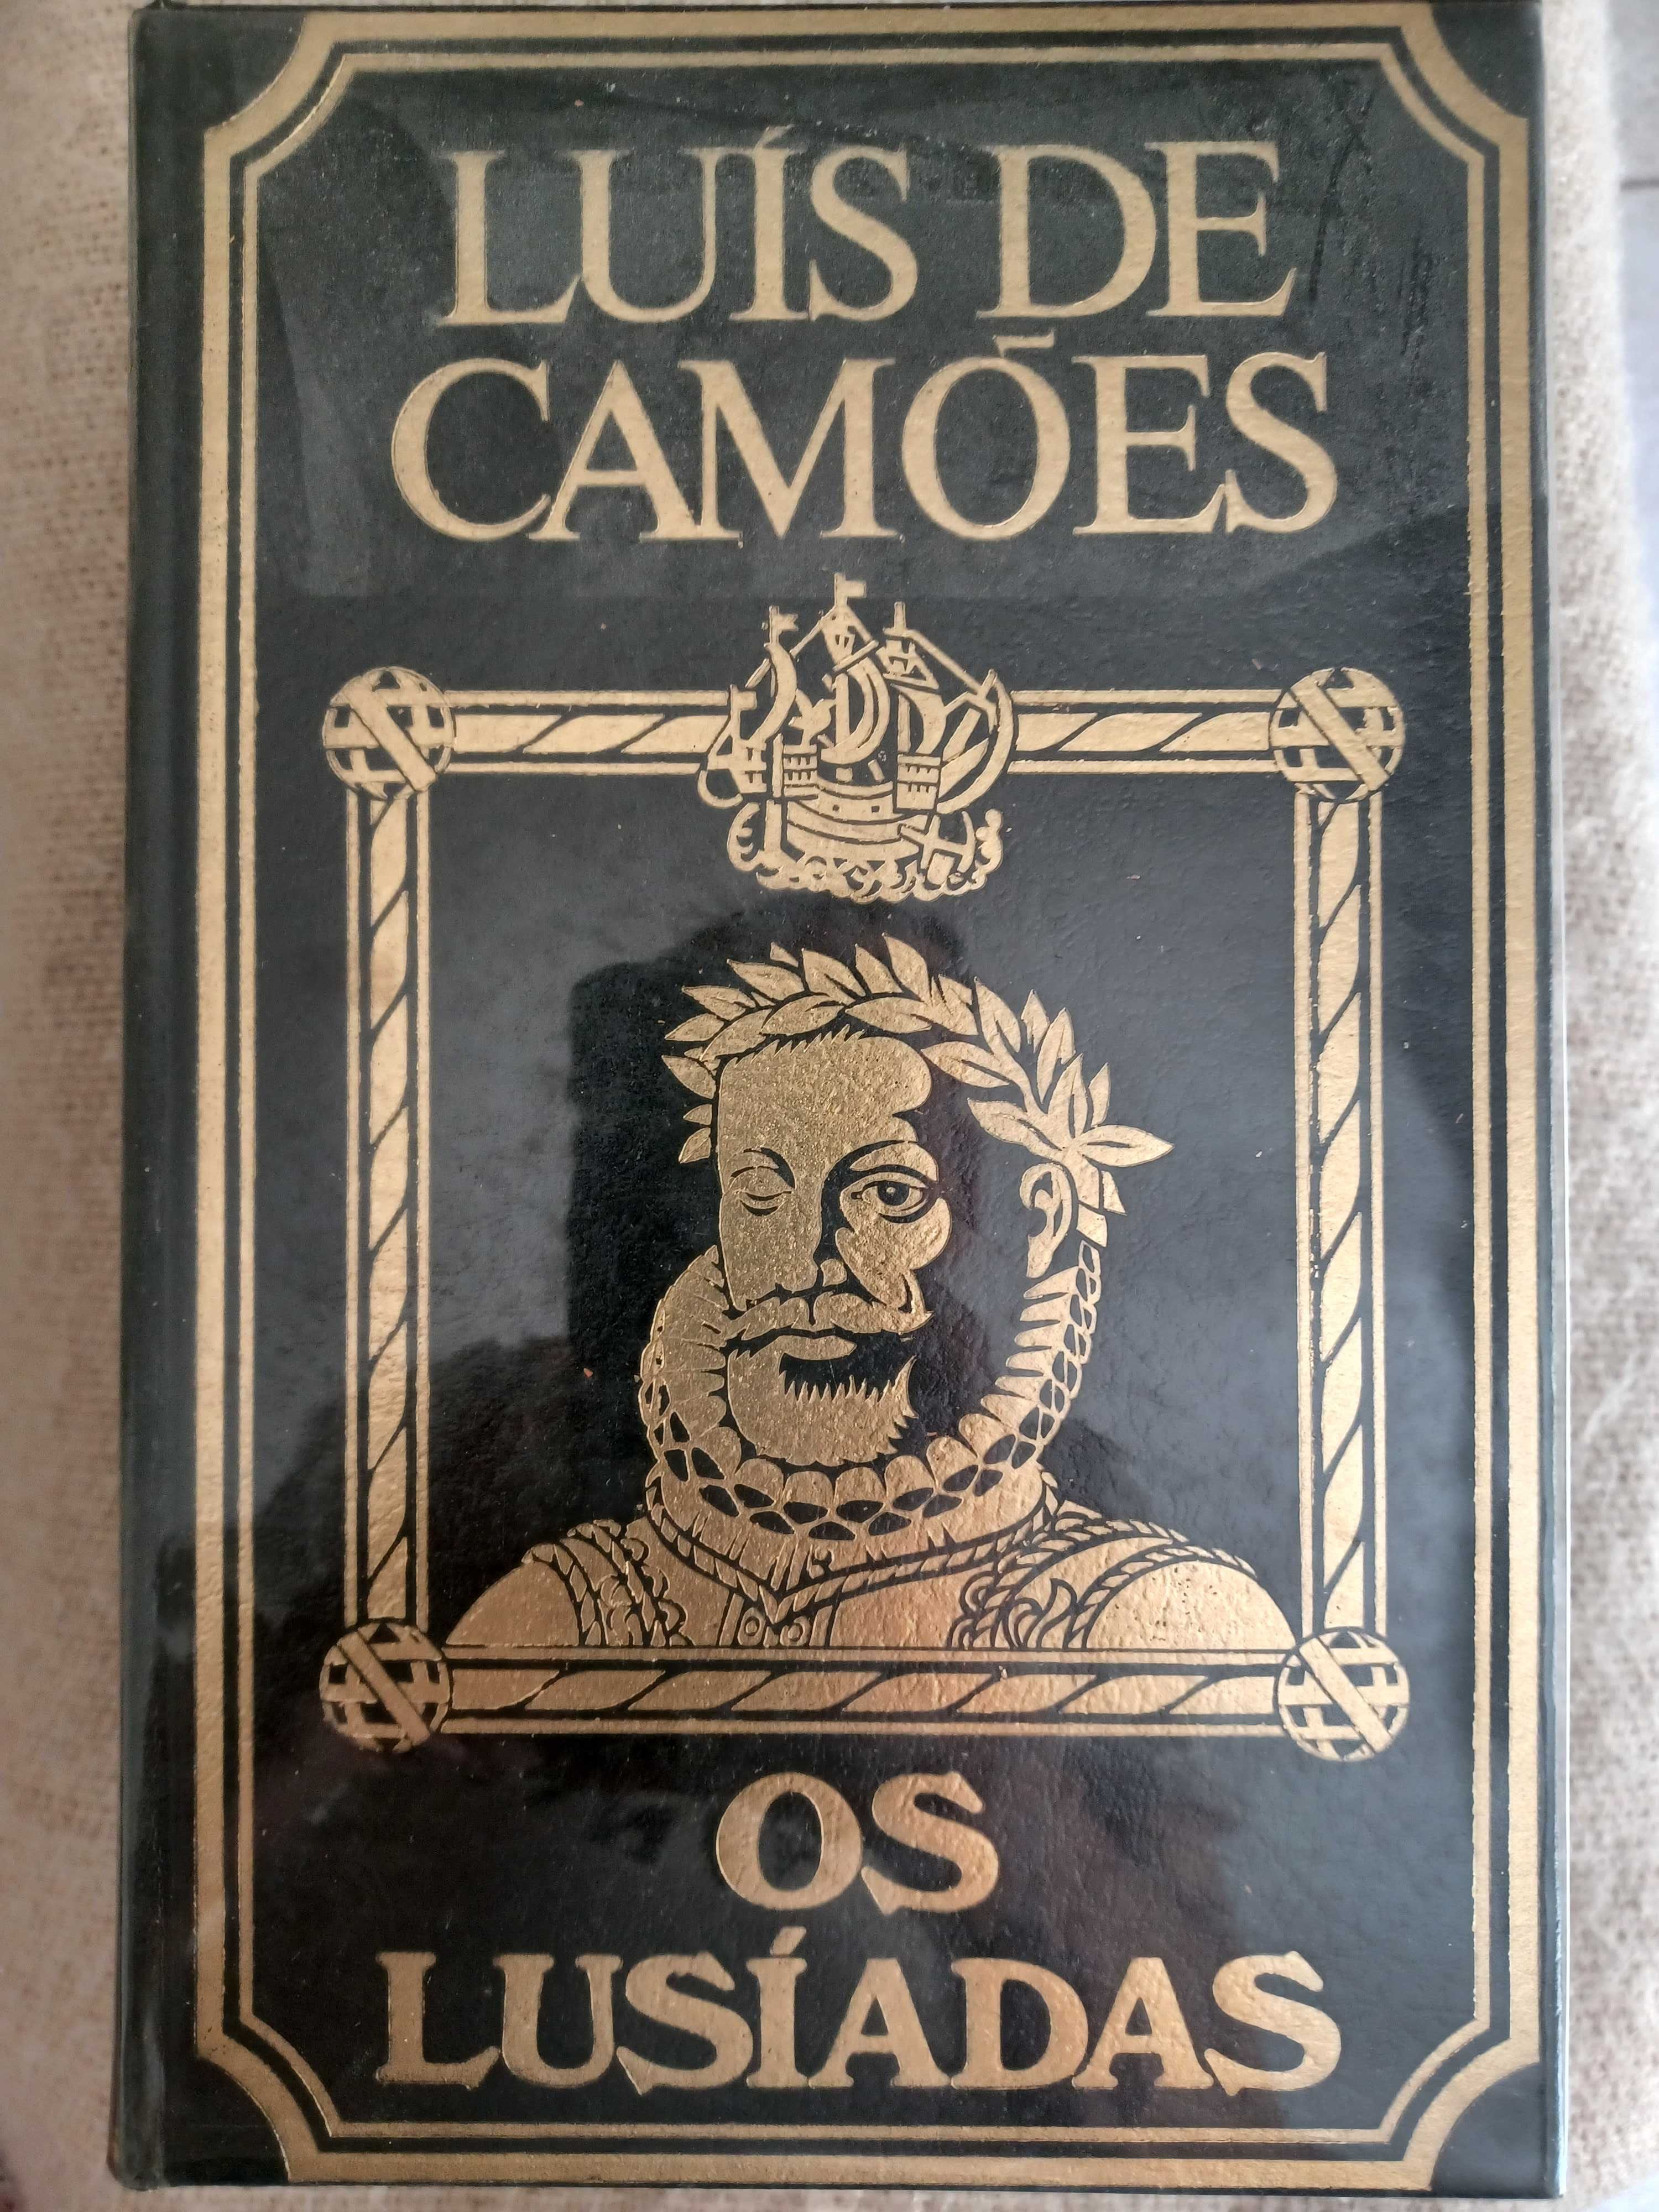 LUÍS DE
CAMÕES
OS
LUSÍADAS